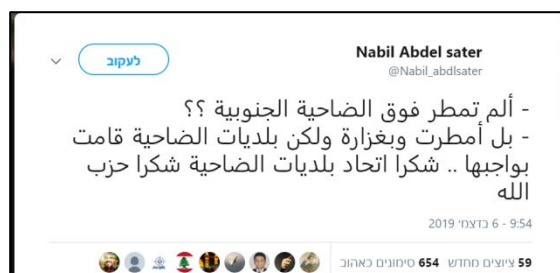 Nabil Abdel sater
@Nabil_abdlsater
לעקוב
- ألم تمطر فوق الضاحية الجنوبية ؟؟
- بل أمطرت وبغزارة ولكن بلديات الضاحية قامت
بواجبها .. شكرا اتحاد بلديات الضاحية شكرا حزب
الله
9:54 - 6 בדצמ׳ 2019
59 ציוצים מחדש 654 סימונים כאהוב